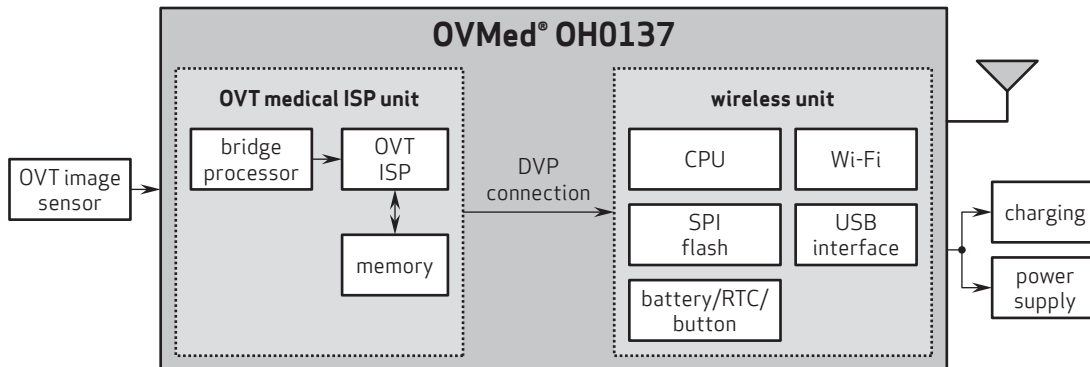 OVMed® OH0137
OVT medical ISP unit
bridge
processor
OVT
ISP
memory
OVT image
sensor
DVP
connection
wireless unit
CPU
Wi-Fi
SPI
flash
USB
interface
battery/RTC/
button
charging
power
supply